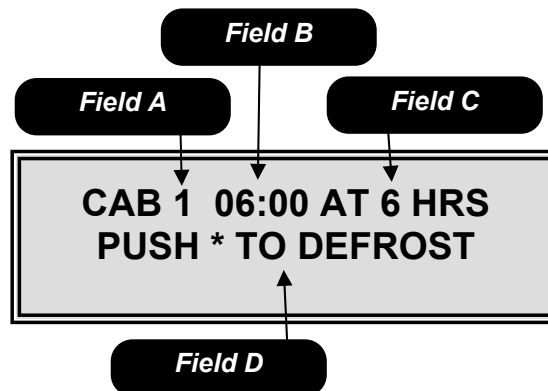 Field B
Field A
Field C
CAB 1 06:00 AT 6 HRS
PUSH * TO DEFROST
Field D